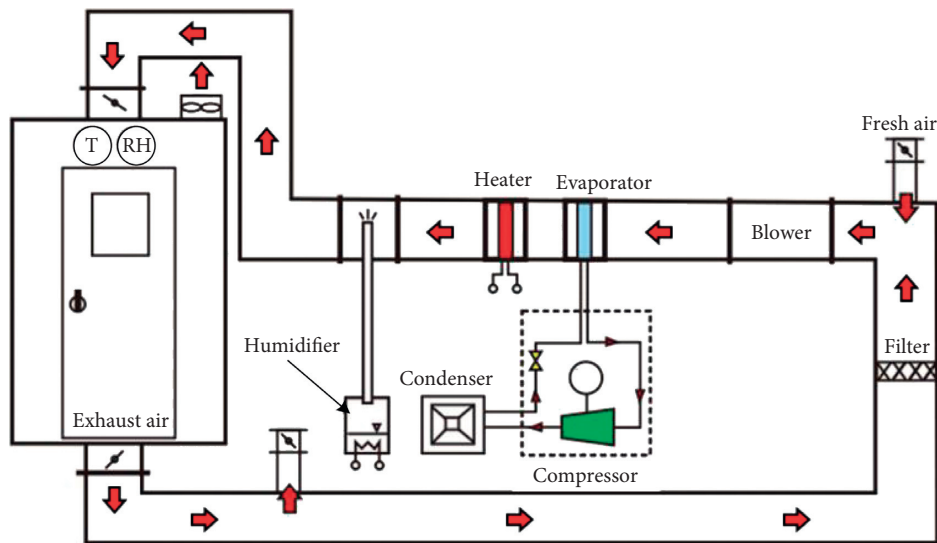 Fresh air
T
RH
Heater
Evaporator
Blower
Humidifier
Condenser
Filter
Exhaust air
Compressor